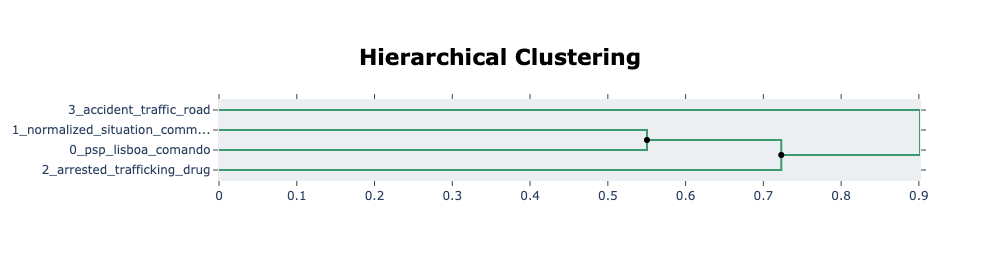 Hierarchical Clustering
3_accident_traffic_road
1_normalized_situation_comm...
0_psp_lisboa_comando
2_arrested_trafficking_drug
0 0.1 0.2 0.3 0.4 0.5 0.6 0.7 0.8 0.9